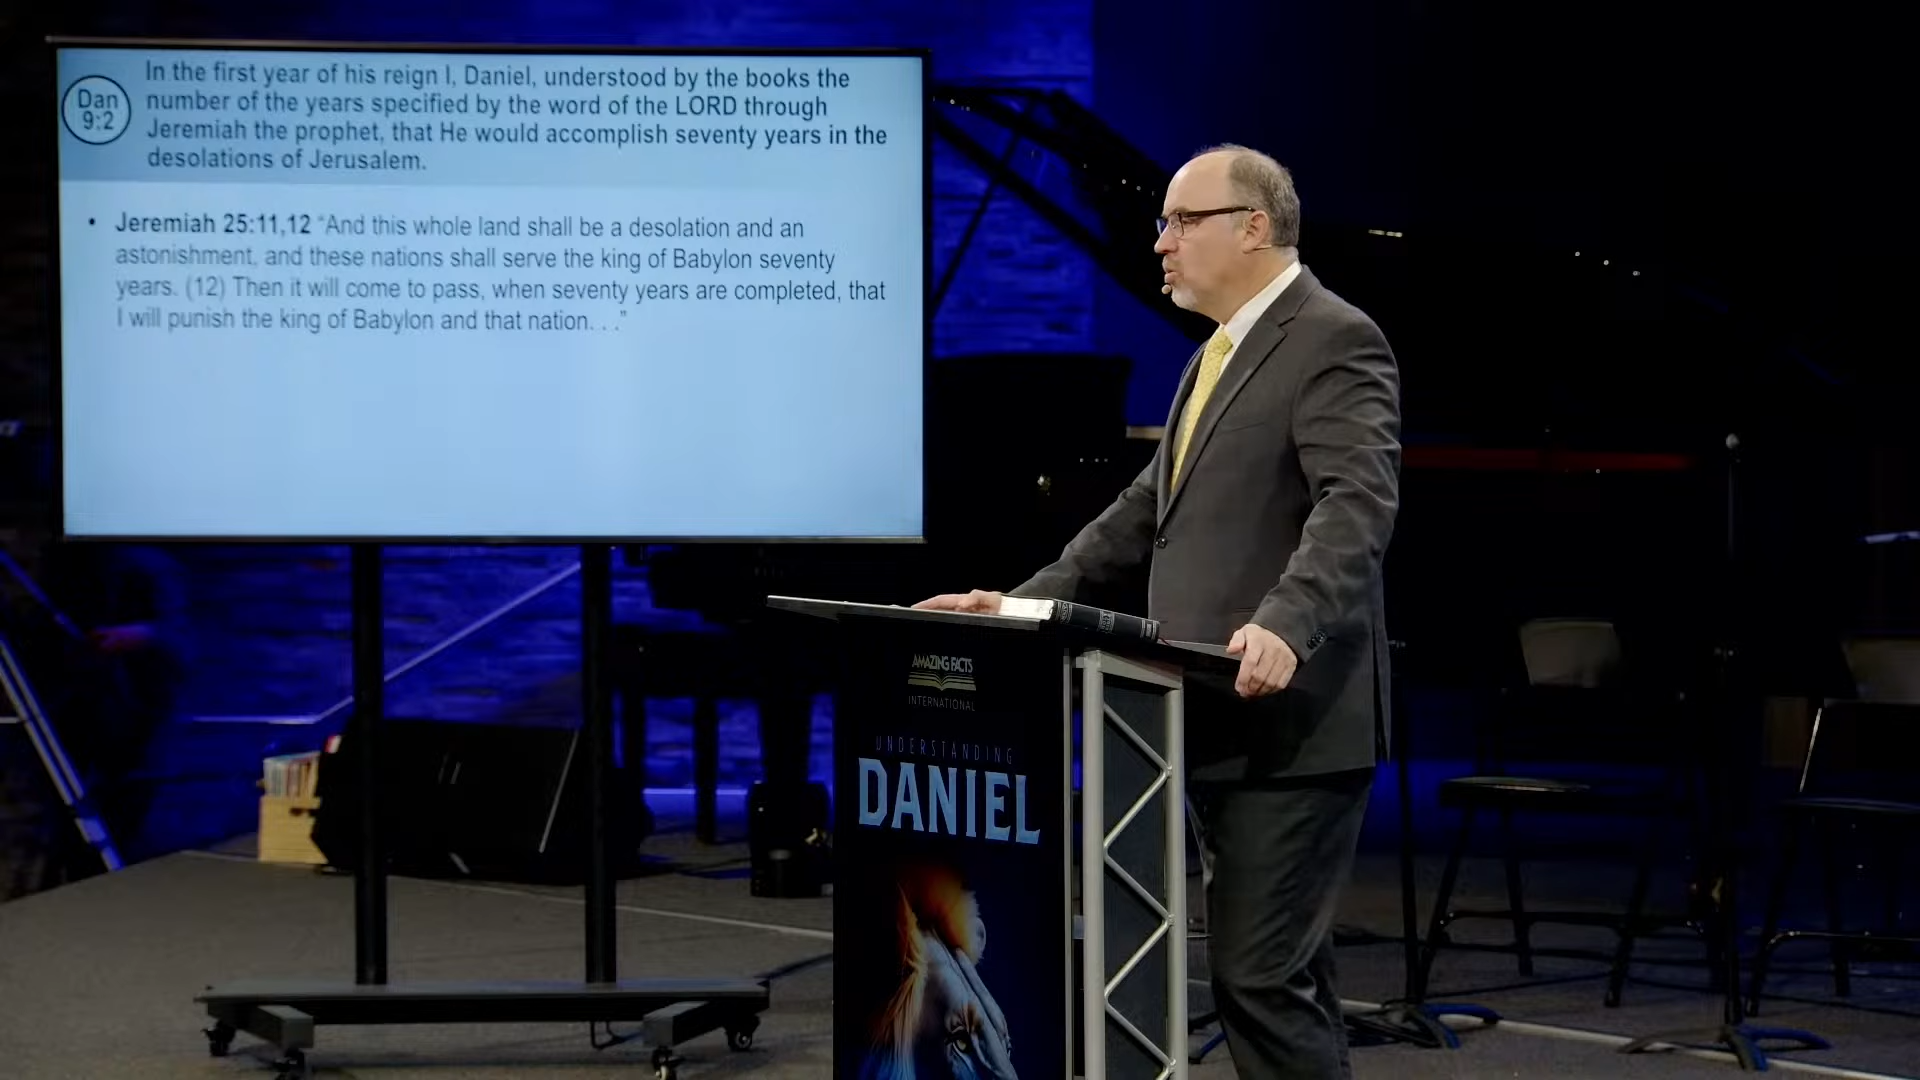 Dan
9:2
In the first year of his reign I, Daniel, understood by the books the
number of the years specified by the word of the LORD through
Jeremiah the prophet, that He would accomplish seventy years in the
desolations of Jerusalem.
• Jeremiah 25:11,12 “And this whole land shall be a desolation and an
astonishment, and these nations shall serve the king of Babylon seventy
years. (12) Then it will come to pass, when seventy years are completed, that
I will punish the king of Babylon and that nation. . .”
AMAZING FACTS
INTERNATIONAL
UNDERSTANDING
DANIEL